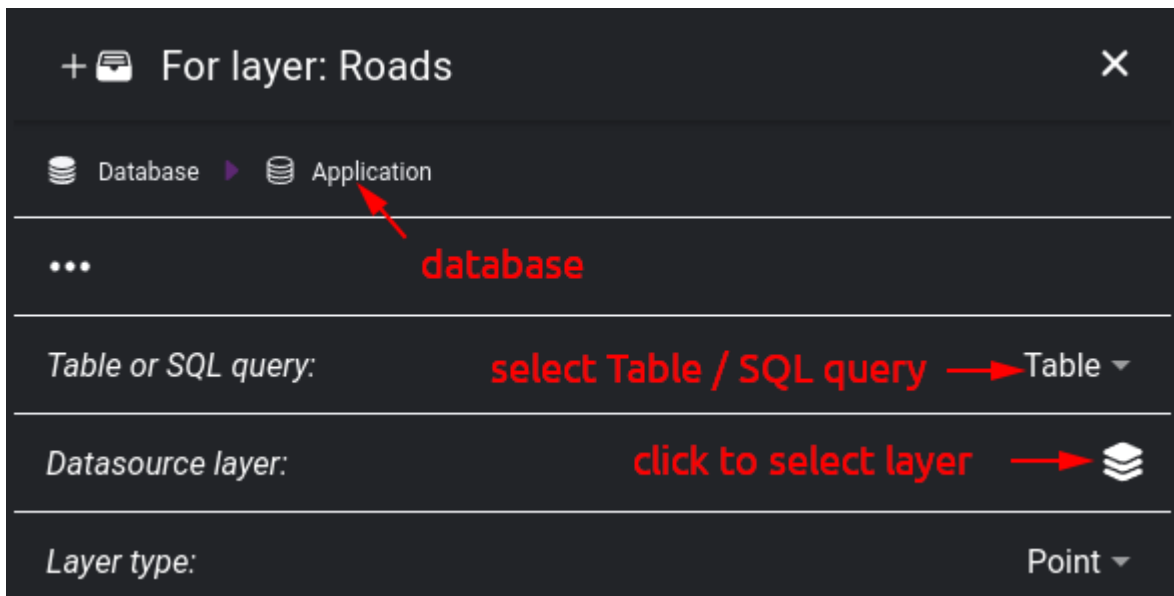 For layer: Roads
Database Application
database
Table or SQL query: select Table / SQL query Table
Datasource layer: click to select layer
Layer type: Point